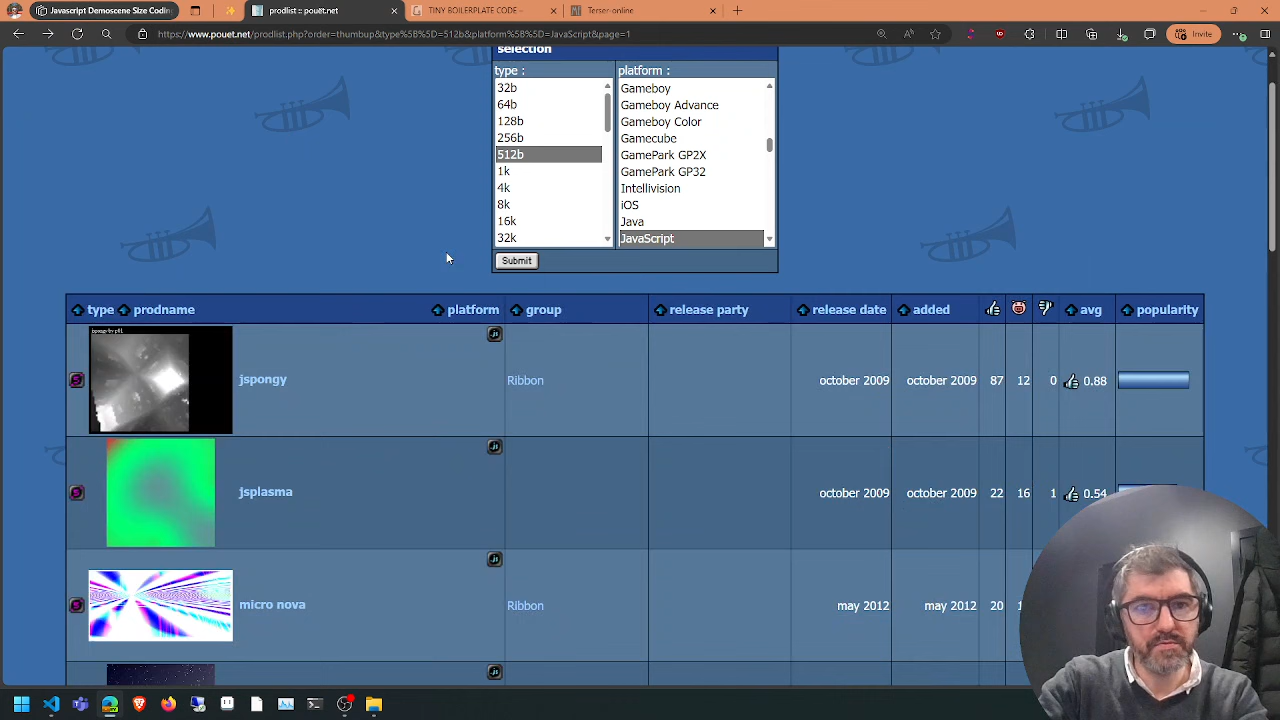 Javascript Demoscene Size Coding
prodlist :: pouët.net
TINY BOILERPLATE CODE –
Terser-online
https://www.pouet.net/prodlist.php?order=thumbup&type%5B%5D=512b&platform%5B%5D=JavaScript&page=1
Invite
selection
type :
platform :
32b
64b
128b
256b
512b
1k
4k
8k
16k
32k
Gameboy
Gameboy Advance
Gameboy Color
Gamecube
GamePark GP2X
GamePark GP32
Intellivision
iOS
Java
JavaScript
Submit
type prodname platform group release party release date added avg popularity
jspongy Ribbon october 2009 october 2009 87 12 0 0.88
jsplasma october 2009 october 2009 22 16 1 0.54
micro nova Ribbon may 2012 may 2012 20